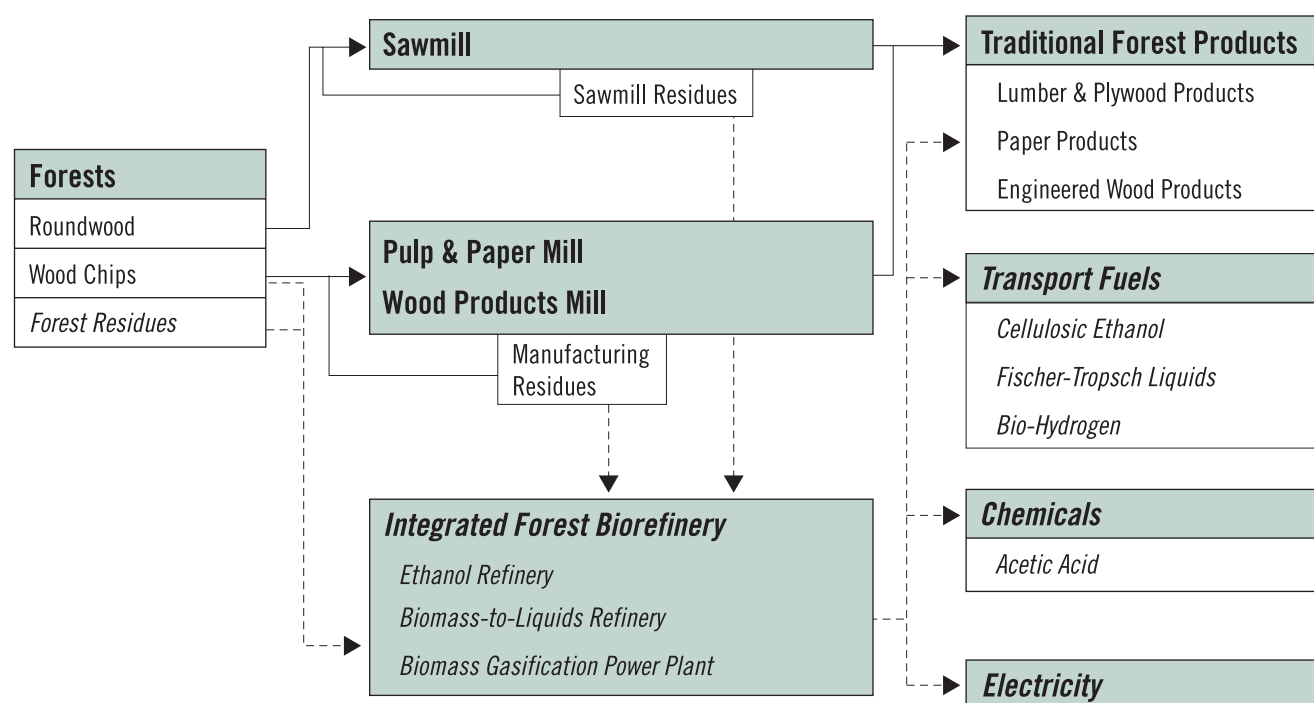 Forests
Roundwood
Wood Chips
Forest Residues
Sawmill
Sawmill Residues
Pulp & Paper Mill
Wood Products Mill
Manufacturing
Residues
Integrated Forest Biorefinery
Ethanol Refinery
Biomass-to-Liquids Refinery
Biomass Gasification Power Plant
Traditional Forest Products
Lumber & Plywood Products
Paper Products
Engineered Wood Products
Transport Fuels
Cellulosic Ethanol
Fischer-Tropsch Liquids
Bio-Hydrogen
Chemicals
Acetic Acid
Electricity